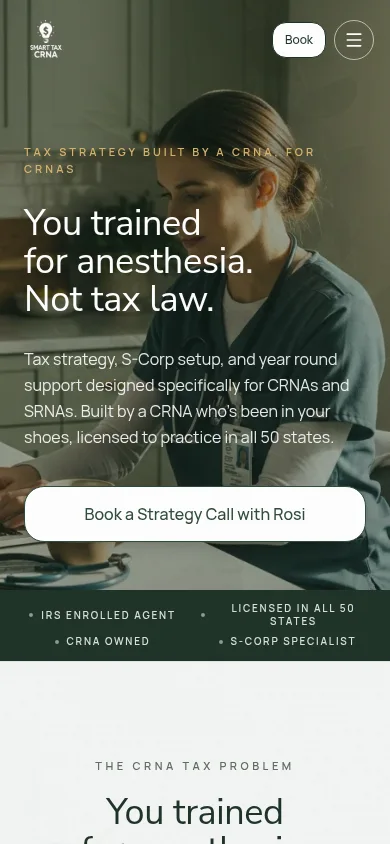 SMART TAX
CRNA
Book
TAX STRATEGY BUILT BY A CRNA, FOR
CRNAS
You trained
for anesthesia.
Not tax law.
Tax strategy, S-Corp setup, and year round
support designed specifically for CRNAs and
SRNAs. Built by a CRNA who's been in your
shoes, licensed to practice in all 50 states.
Book a Strategy Call with Rosi
• IRS ENROLLED AGENT
• LICENSED IN ALL 50
STATES
• CRNA OWNED
• S-CORP SPECIALIST
THE CRNA TAX PROBLEM
You trained
for anesthesia.